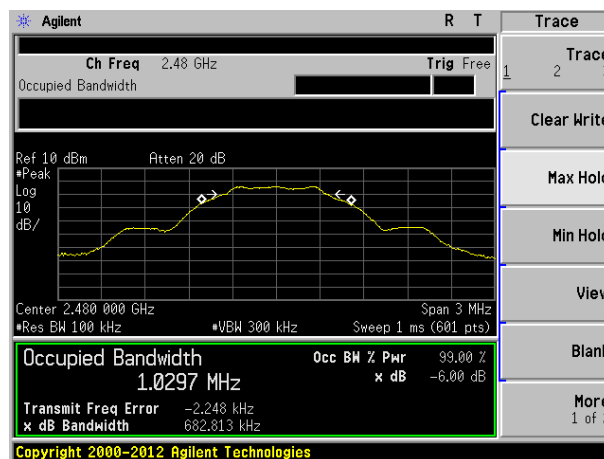 Agilent R T Trace
Ch Freq 2.48 GHz Trig Free
Occupied Bandwidth
Trace
1 2
Clear Write
Max Hold
Min Hold
View
Blank
More
1 of
Ref 10 dBm Atten 20 dB
#Peak
Log
10
dB/
Center 2.480 000 GHz Span 3 MHz
#Res BW 100 kHz #VBW 300 kHz Sweep 1 ms (601 pts)
Occupied Bandwidth Occ BW % Pwr 99.00 %
1.0297 MHz x dB -6.00 dB
Transmit Freq Error -2.248 kHz
x dB Bandwidth 682.813 kHz
Copyright 2000-2012 Agilent Technologies